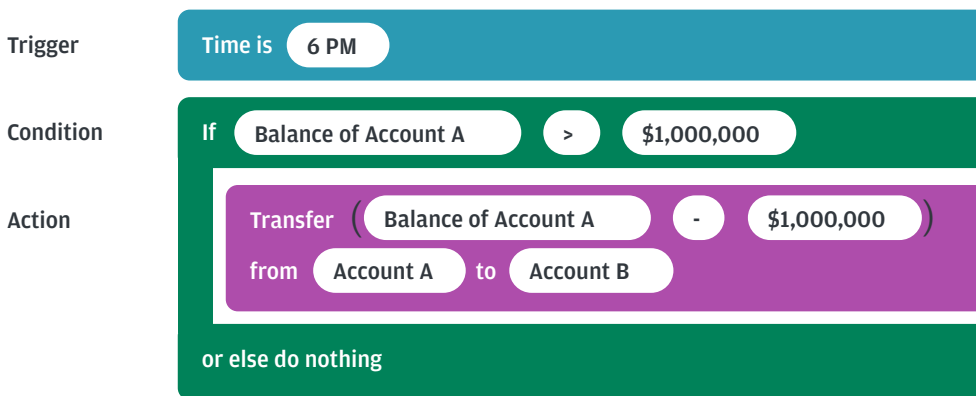 Trigger Time is 6 PM
Condition If Balance of Account A > $1,000,000
Action Transfer (Balance of Account A - $1,000,000)
from Account A to Account B
or else do nothing